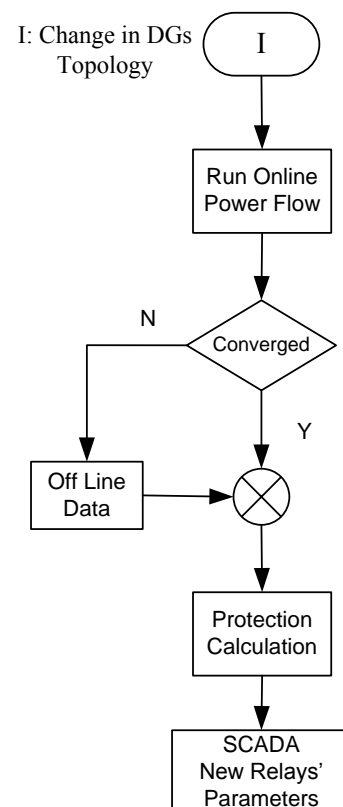 I: Change in DGs
Topology
I
Run Online
Power Flow
N
Converged
Y
Off Line
Data
Protection
Calculation
SCADA
New Relays'
Parameters